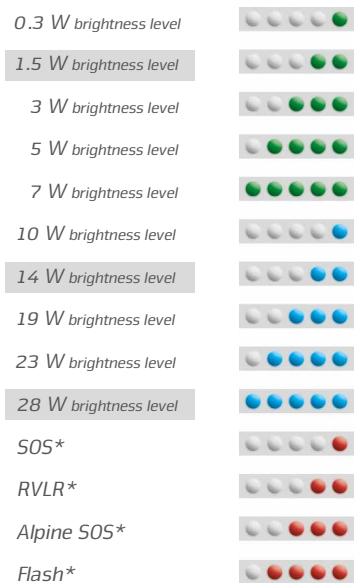 0.3 W brightness level
1.5 W brightness level
3 W brightness level
5 W brightness level
7 W brightness level
10 W brightness level
14 W brightness level
19 W brightness level
23 W brightness level
28 W brightness level
SOS*
RVLR*
Alpine SOS*
Flash*